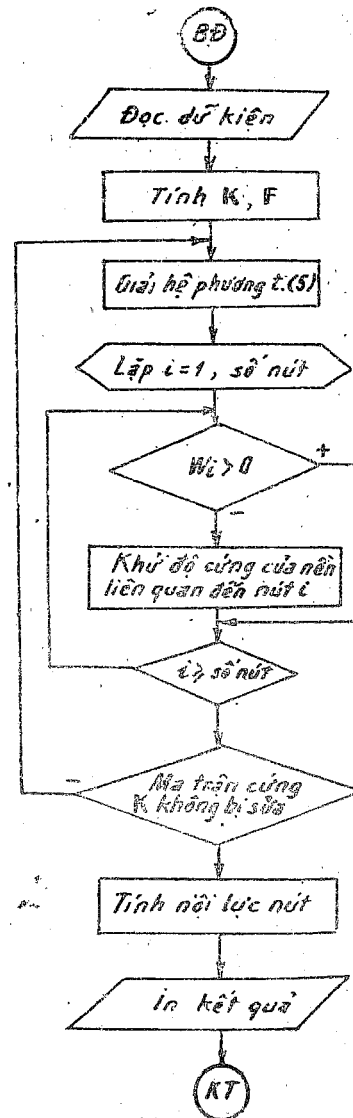 BĐ
Đọc dữ kiện
Tính K, F
Giải hệ phương t.(5)
Lặp i=1, số nút
Wi > 0
+
-
Khử độ cứng của nền
liên quan đến nút i
i ≥ số nút
-
Ma trận cứng
K không bị sửa
Tính nội lực nút
in kết quả
KT